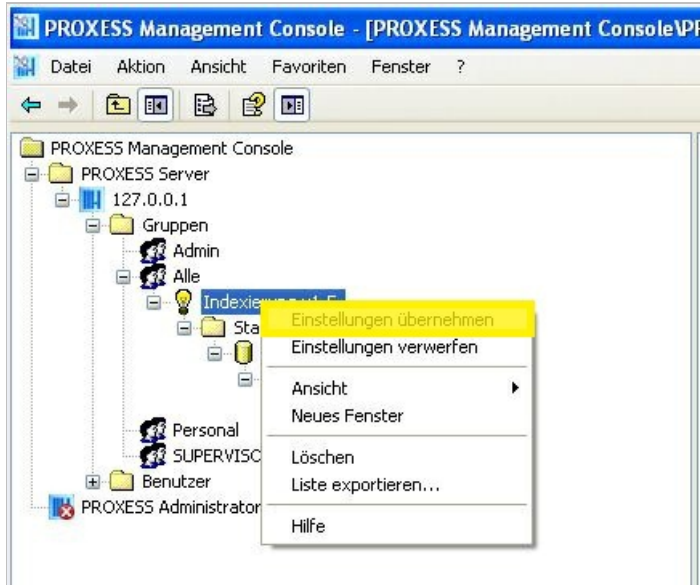 PROXESS Management Console - [PROXESS Management Console\
Datei Aktion Ansicht Favoriten Fenster ?
PROXESS Management Console
PROXESS Server
127.0.0.1
Gruppen
Admin
Alle
Einstellungen übernehmen
Einstellungen verwerfen
Ansicht
Neues Fenster
Personal
Löschen
Benutzer
Liste exportieren...
PROXESS Administrator
Hilfe